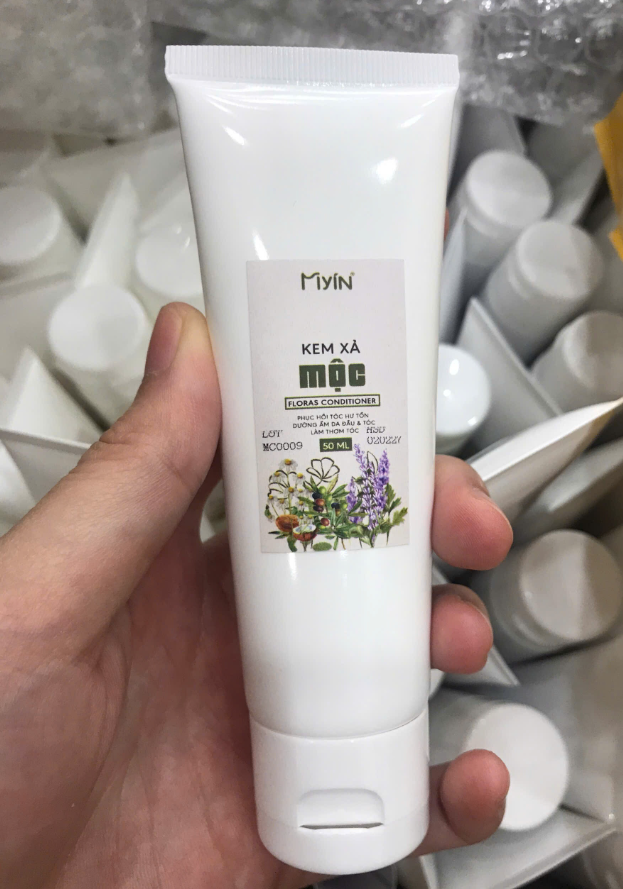 MIYÍN®
KEM XẢ
MỘC
FLORAS CONDITIONER
PHỤC HỒI TÓC HƯ TỔN
DƯỠNG ẨM DA ĐẦU & TÓC
LÀM THƠM TÓC
LOT
MC0009
50 ML
HSD
020227